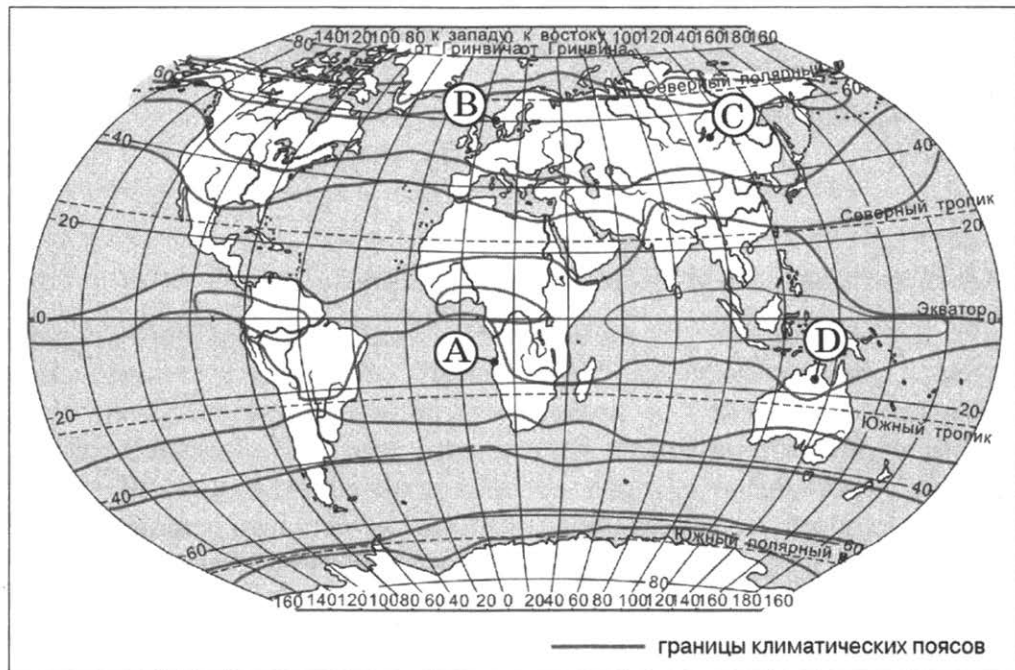 140 120 100 80 к западу 0 к востоку 100 120 140 160 180 160
80 от Гринвича от Гринвича
60 Северный полярный
B 60
C
40 40
Северный тропик
20 20
Экватор
0 0
A D
20 20
Южный тропик
40 40
60 Южный полярный 60
80
160 140 120 100 80 60 40 20 0 20 40 60 80 100 120 140 160 180 160
границы климатических поясов